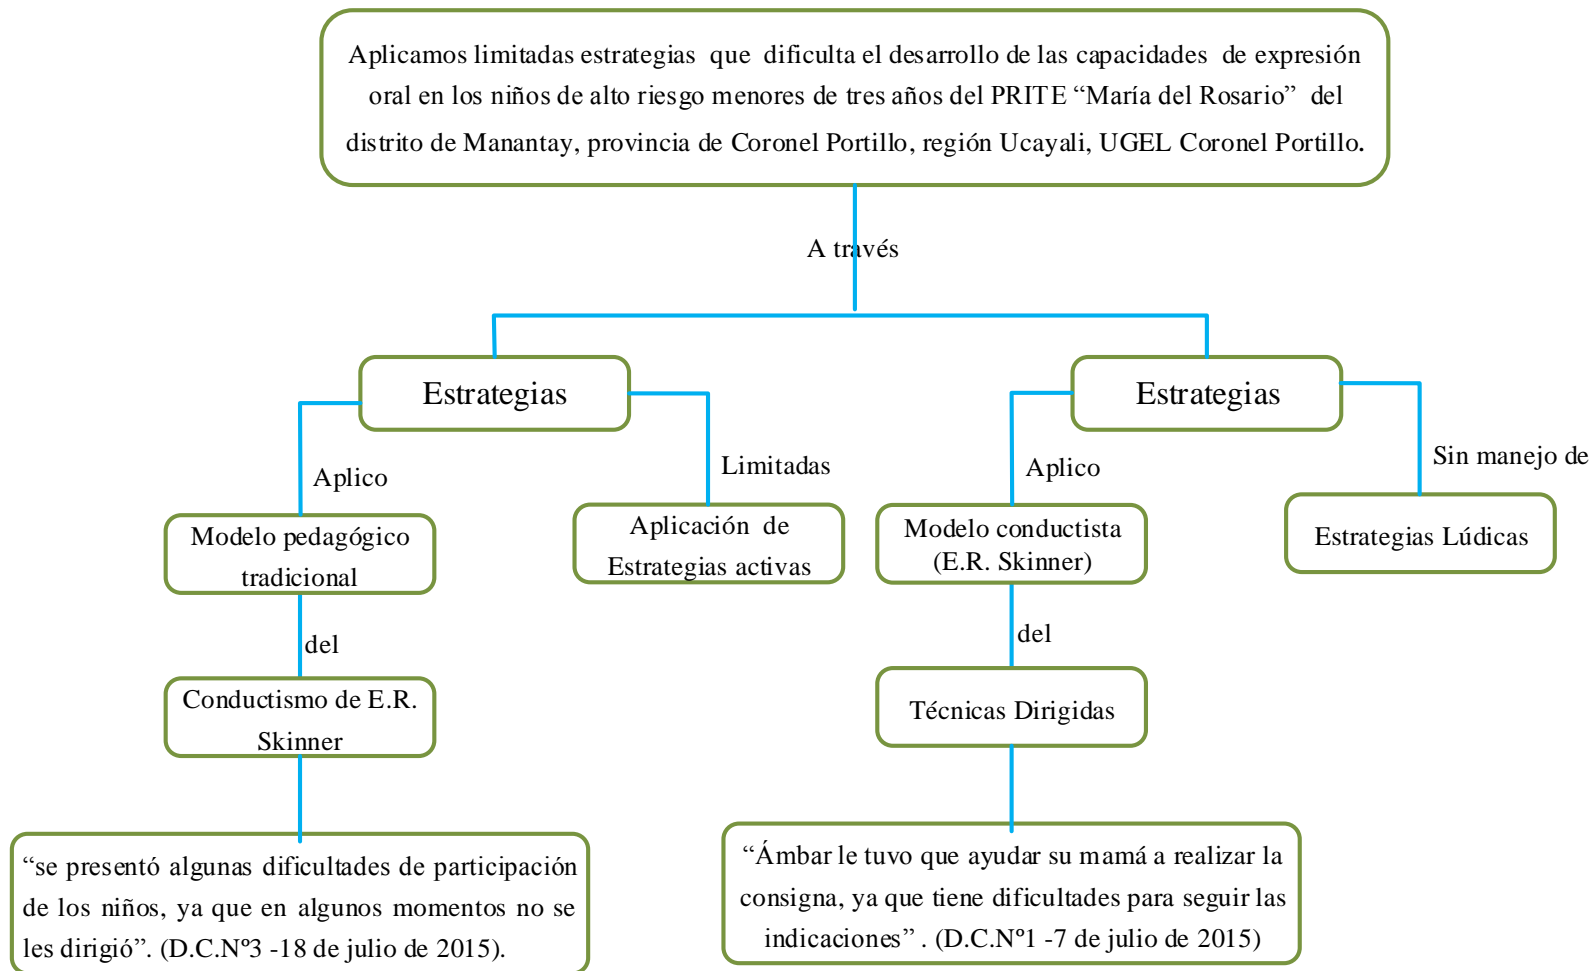 Aplicamos limitadas estrategias que dificulta el desarrollo de las capacidades de expresión
oral en los niños de alto riesgo menores de tres años del PRITE “María del Rosario” del
distrito de Manantay, provincia de Coronel Portillo, región Ucayali, UGEL Coronel Portillo.
A través
Estrategias
Estrategias
Aplico
Limitadas
Aplico
Sin manejo de
Modelo pedagógico
tradicional
Aplicación de
Estrategias activas
Modelo conductista
(E.R. Skinner)
Estrategias Lúdicas
del
del
Conductismo de E.R.
Skinner
Técnicas Dirigidas
“se presentó algunas dificultades de participación
de los niños, ya que en algunos momentos no se
les dirigió”. (D.C.Nº3 -18 de julio de 2015).
“Ámbar le tuvo que ayudar su mamá a realizar la
consigna, ya que tiene dificultades para seguir las
indicaciones” . (D.C.Nº1 -7 de julio de 2015)